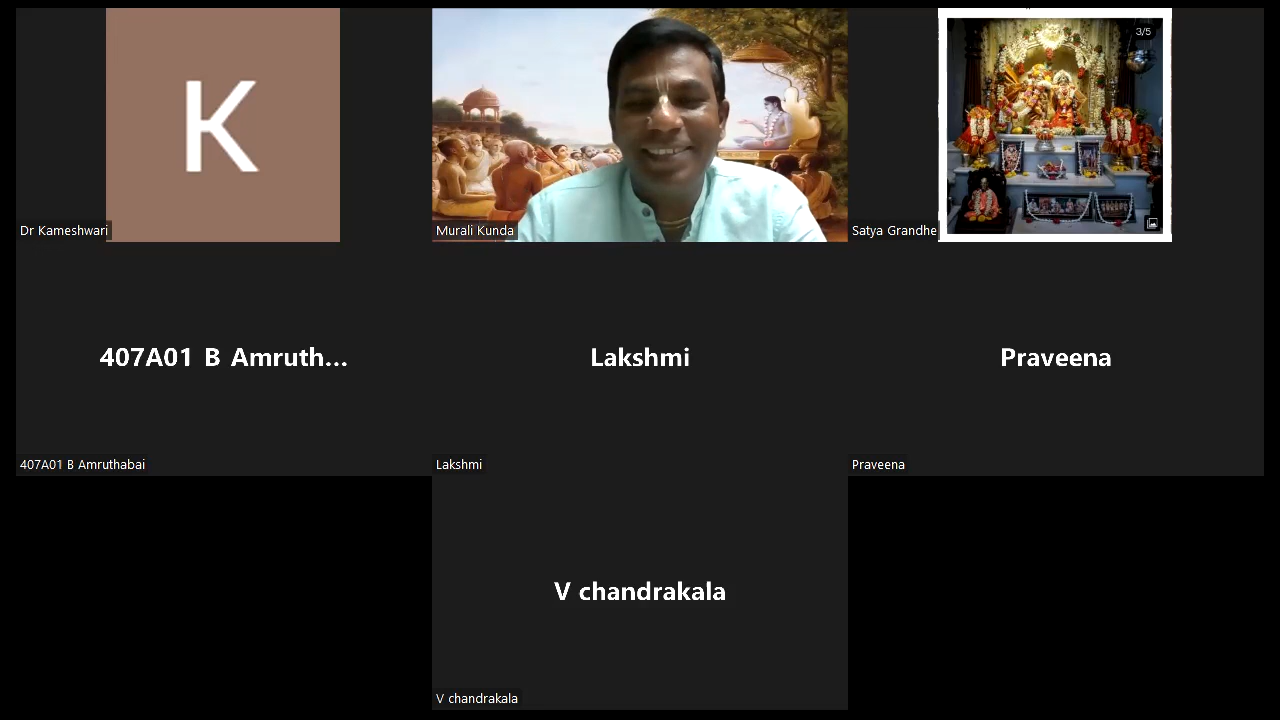 K
Dr Kameshwari
Murali Kunda
3/5
Satya Grandhe
407A01 B Amruth...
407A01 B Amruthabai
Lakshmi
Lakshmi
Praveena
Praveena
V chandrakala
V chandrakala